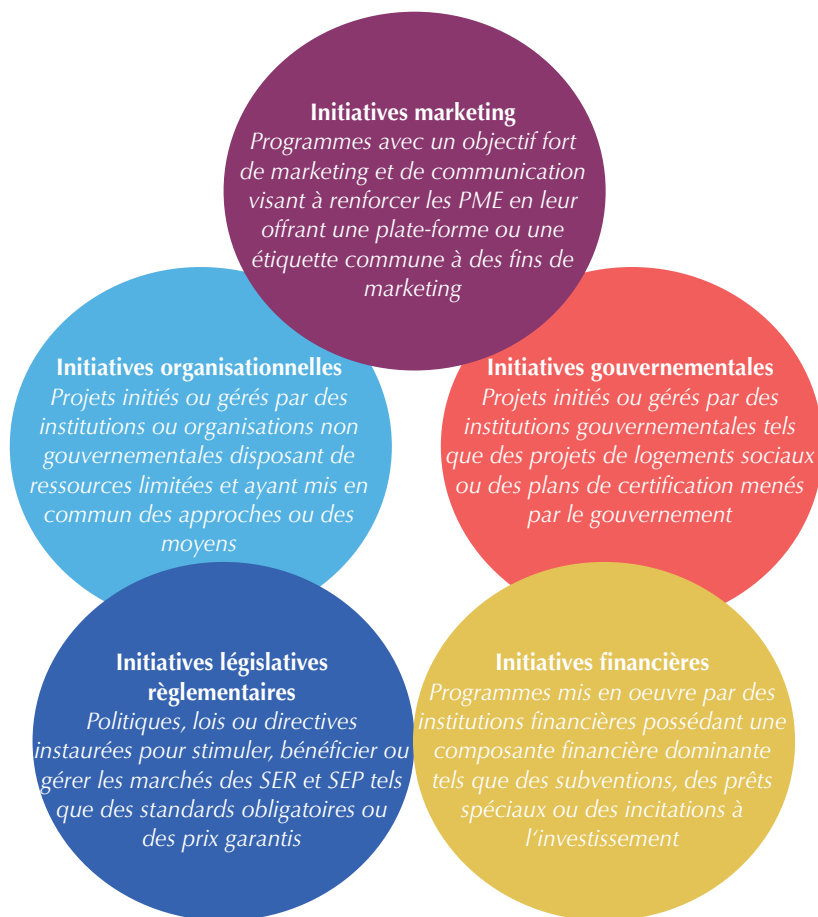 Initiatives marketing
Programmes avec un objectif fort
de marketing et de communication
visant à renforcer les PME en leur
offrant une plate-forme ou une
étiquette commune à des fins de
marketing
Initiatives organisationnelles
Projets initiés ou gérés par des
institutions ou organisations non
gouvernementales disposant de
ressources limitées et ayant mis en
commun des approches ou des
moyens
Initiatives gouvernementales
Projets initiés ou gérés par des
institutions gouvernementales tels
que des projets de logements sociaux
ou des plans de certification menés
par le gouvernement
Initiatives législatives
règlementaires
Politiques, lois ou directives
instaurées pour stimuler, bénéficier ou
gérer les marchés des SER et SEP tels
que des standards obligatoires ou
des prix garantis
Initiatives financières
Programmes mis en oeuvre par des
institutions financières possédant une
composante financière dominante
tels que des subventions, des prêts
spéciaux ou des incitations à
l'investissement